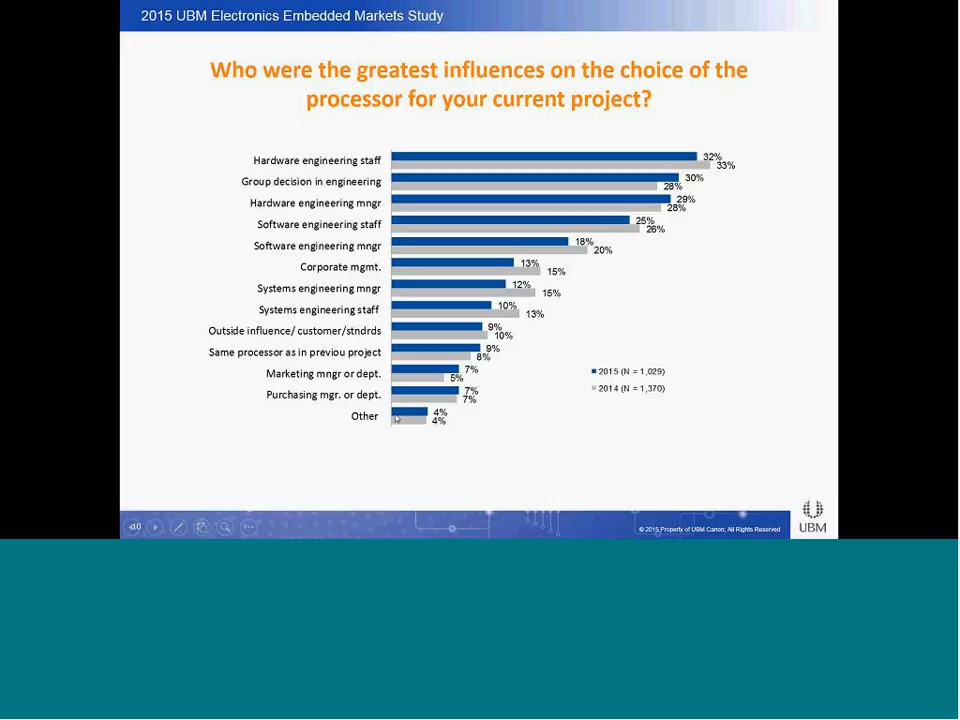 2015 UBM Electronics Embedded Markets Study
Who were the greatest influences on the choice of the
processor for your current project?
Hardware engineering staff 32% 33%
Group decision in engineering 30% 28%
Hardware engineering mngr 29% 28%
Software engineering staff 25% 26%
Software engineering mngr 18% 20%
Corporate mgmt. 13% 15%
Systems engineering mngr 12% 15%
Systems engineering staff 10% 13%
Outside influence/ customer/stndrds 9% 10%
Same processor as in previou project 9% 8%
Marketing mngr or dept. 7% 5%
Purchasing mgr. or dept. 7% 7%
Other 4% 4%
2015 (N = 1,029)
2014 (N = 1,370)
10
© 2015 Property of UBM Canon; All Rights Reserved
UBM